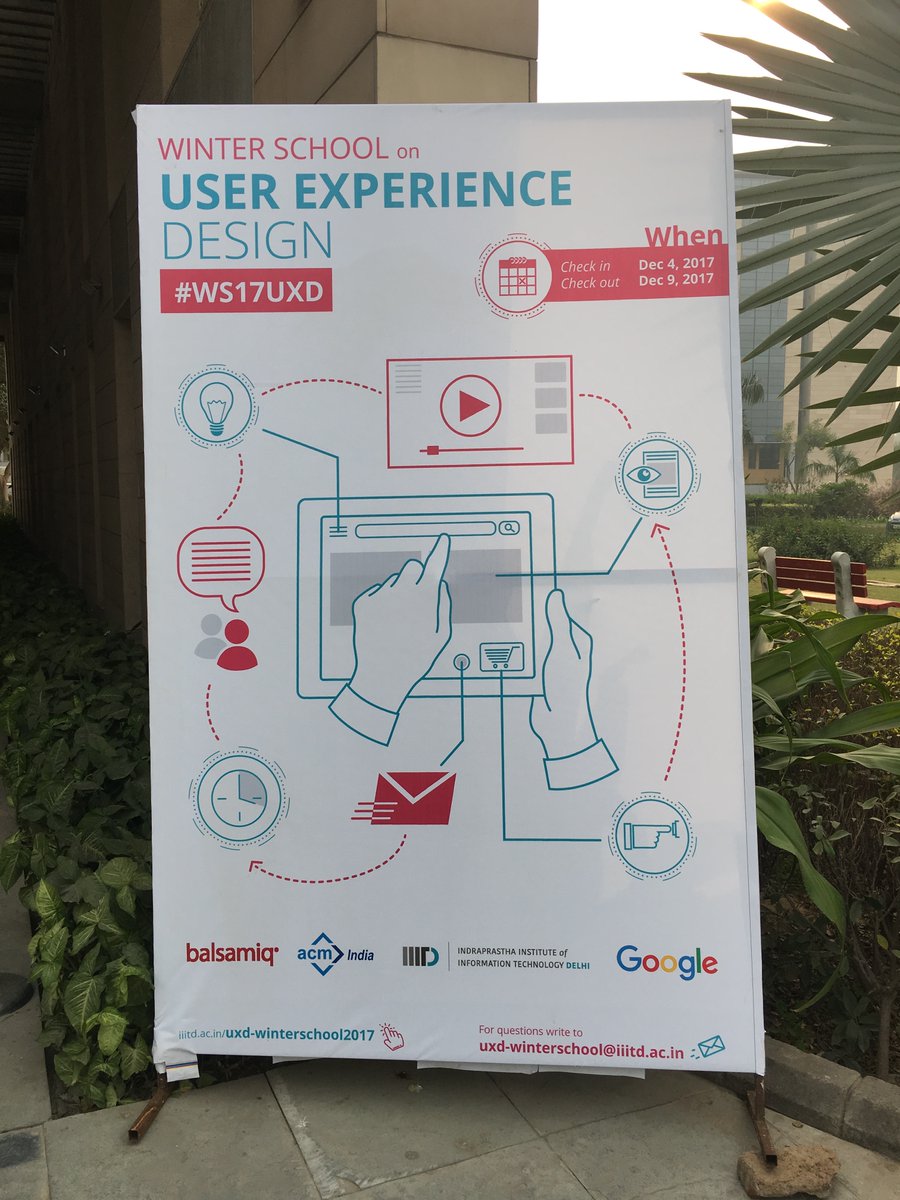 WINTER SCHOOL on
USER EXPERIENCE
DESIGN
#WS17UXD
When
Check in Dec 4, 2017
Check out Dec 9, 2017
balsamiq
acm India
IIITD
INDRAPRASTHA INSTITUTE of
INFORMATION TECHNOLOGY DELHI
Google
iiitd.ac.in/uxd-winterschool2017
For questions write to
uxd-winterschool@iiitd.ac.in